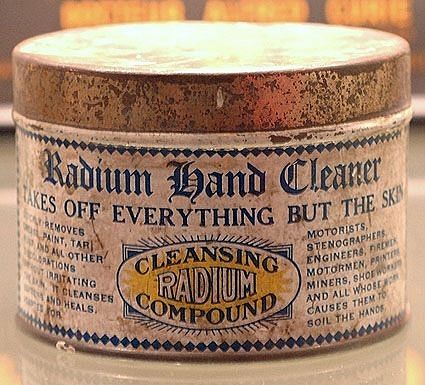 Radium Hand Cleaner
TAKES OFF EVERYTHING BUT THE SKIN
REMOVES
PAINT, TAR
AND ALL OTHER
IRRITATING
CLEANSES
AND HEALS.
FOR
CLEANSING
RADIUM
COMPOUND
MOTORISTS,
STENOGRAPHERS,
ENGINEERS, FIREMEN,
MOTORMEN, PRINTERS,
MINERS, SHOE WORKERS
AND ALL WHOSE WORK
CAUSES THEM TO
SOIL THE HANDS.